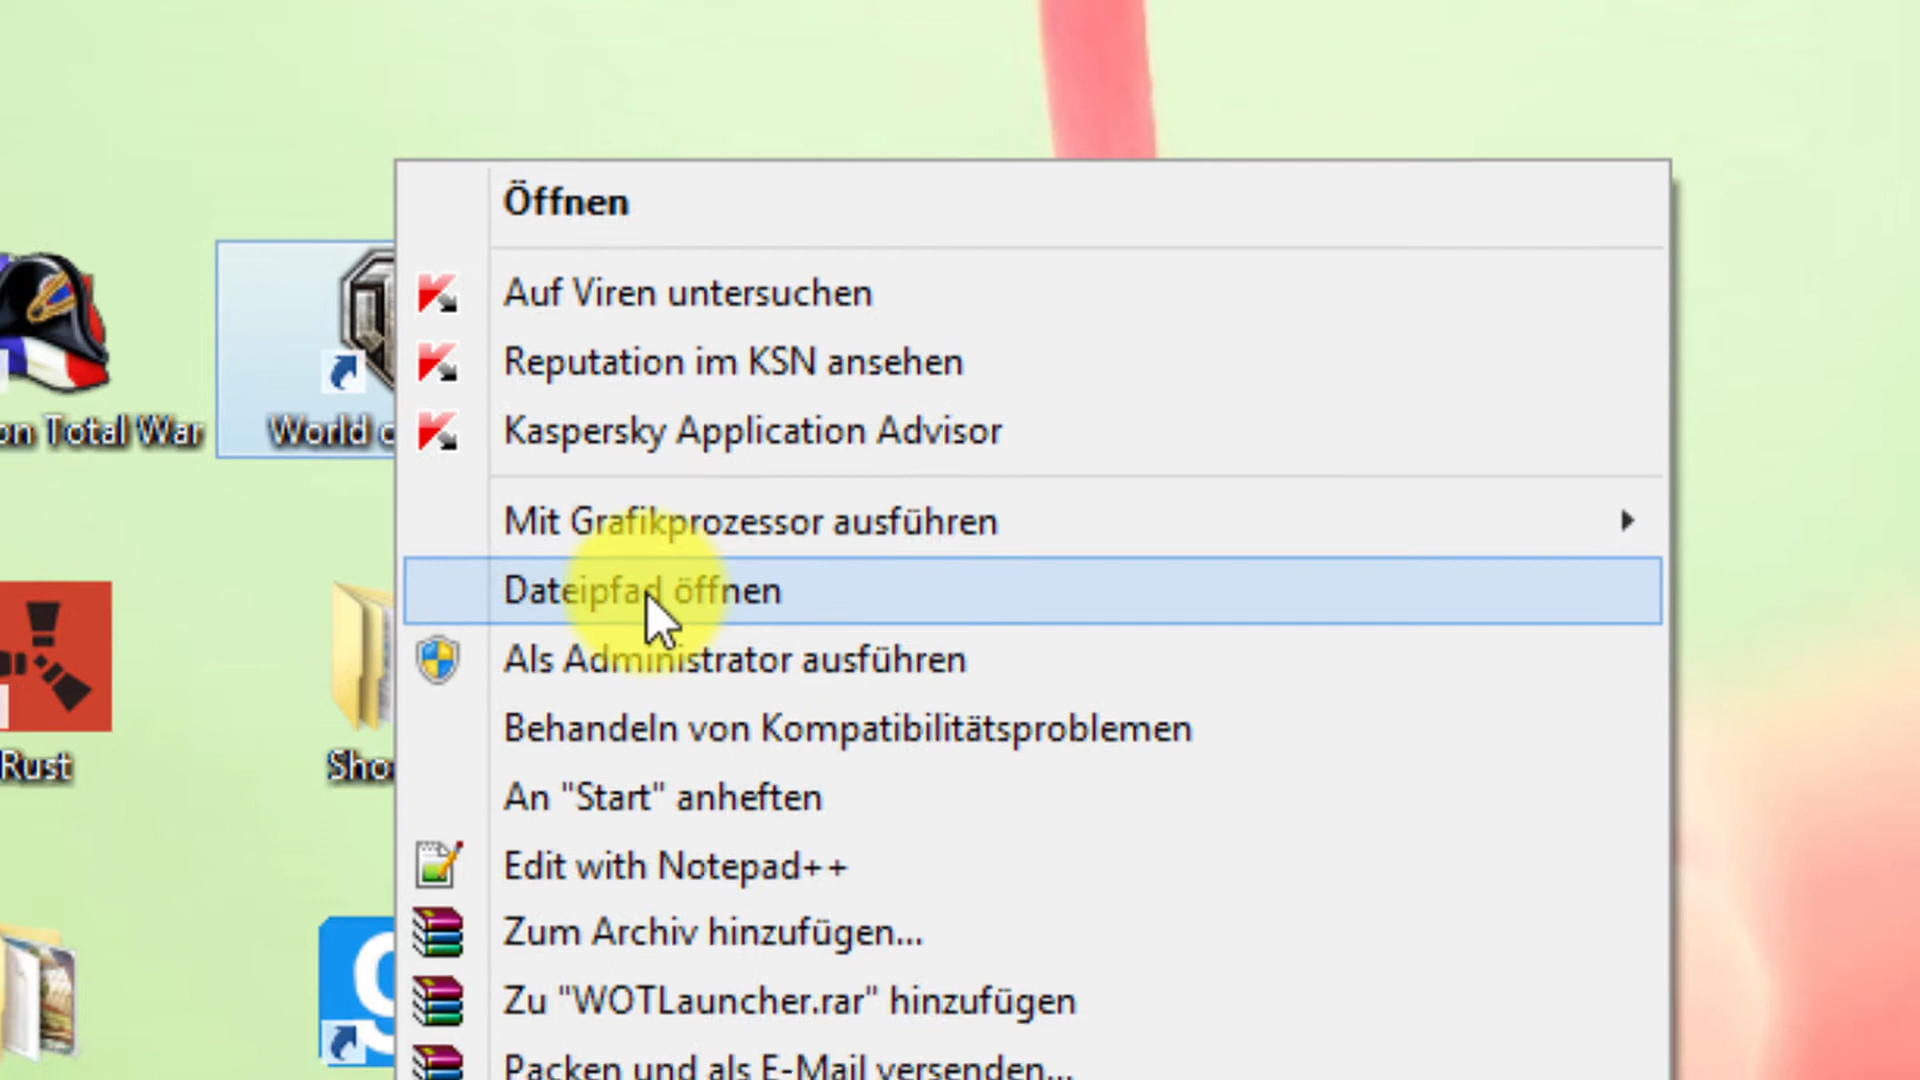 Öffnen
Auf Viren untersuchen
Reputation im KSN ansehen
on Total War
World
Kaspersky Application Advisor
Mit Grafikprozessor ausführen
Dateipfad öffnen
Als Administrator ausführen
Behandeln von Kompatibilitätsproblemen
Rust
Sho
An "Start" anheften
Edit with Notepad++
Zum Archiv hinzufügen...
Zu "WOTLauncher.rar" hinzufügen
Packen und als E-Mail versenden...